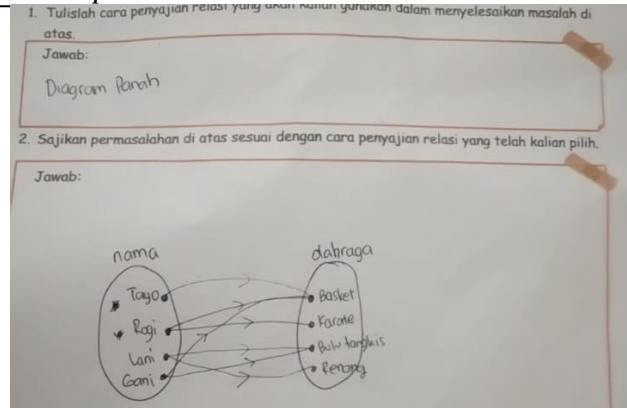 1. Tulislah cara penyajian relasi yang akan kalian gunakan dalam menyelesaikan masalah di
atas.
Jawab:
Diagram Panah
2. Sajikan permasalahan di atas sesuai dengan cara penyajian relasi yang telah kalian pilih.
Jawab:
nama
olahraga
Tayo
Basket
Rogi
Karate
Lani
Bulu tangkis
Gani
Renang